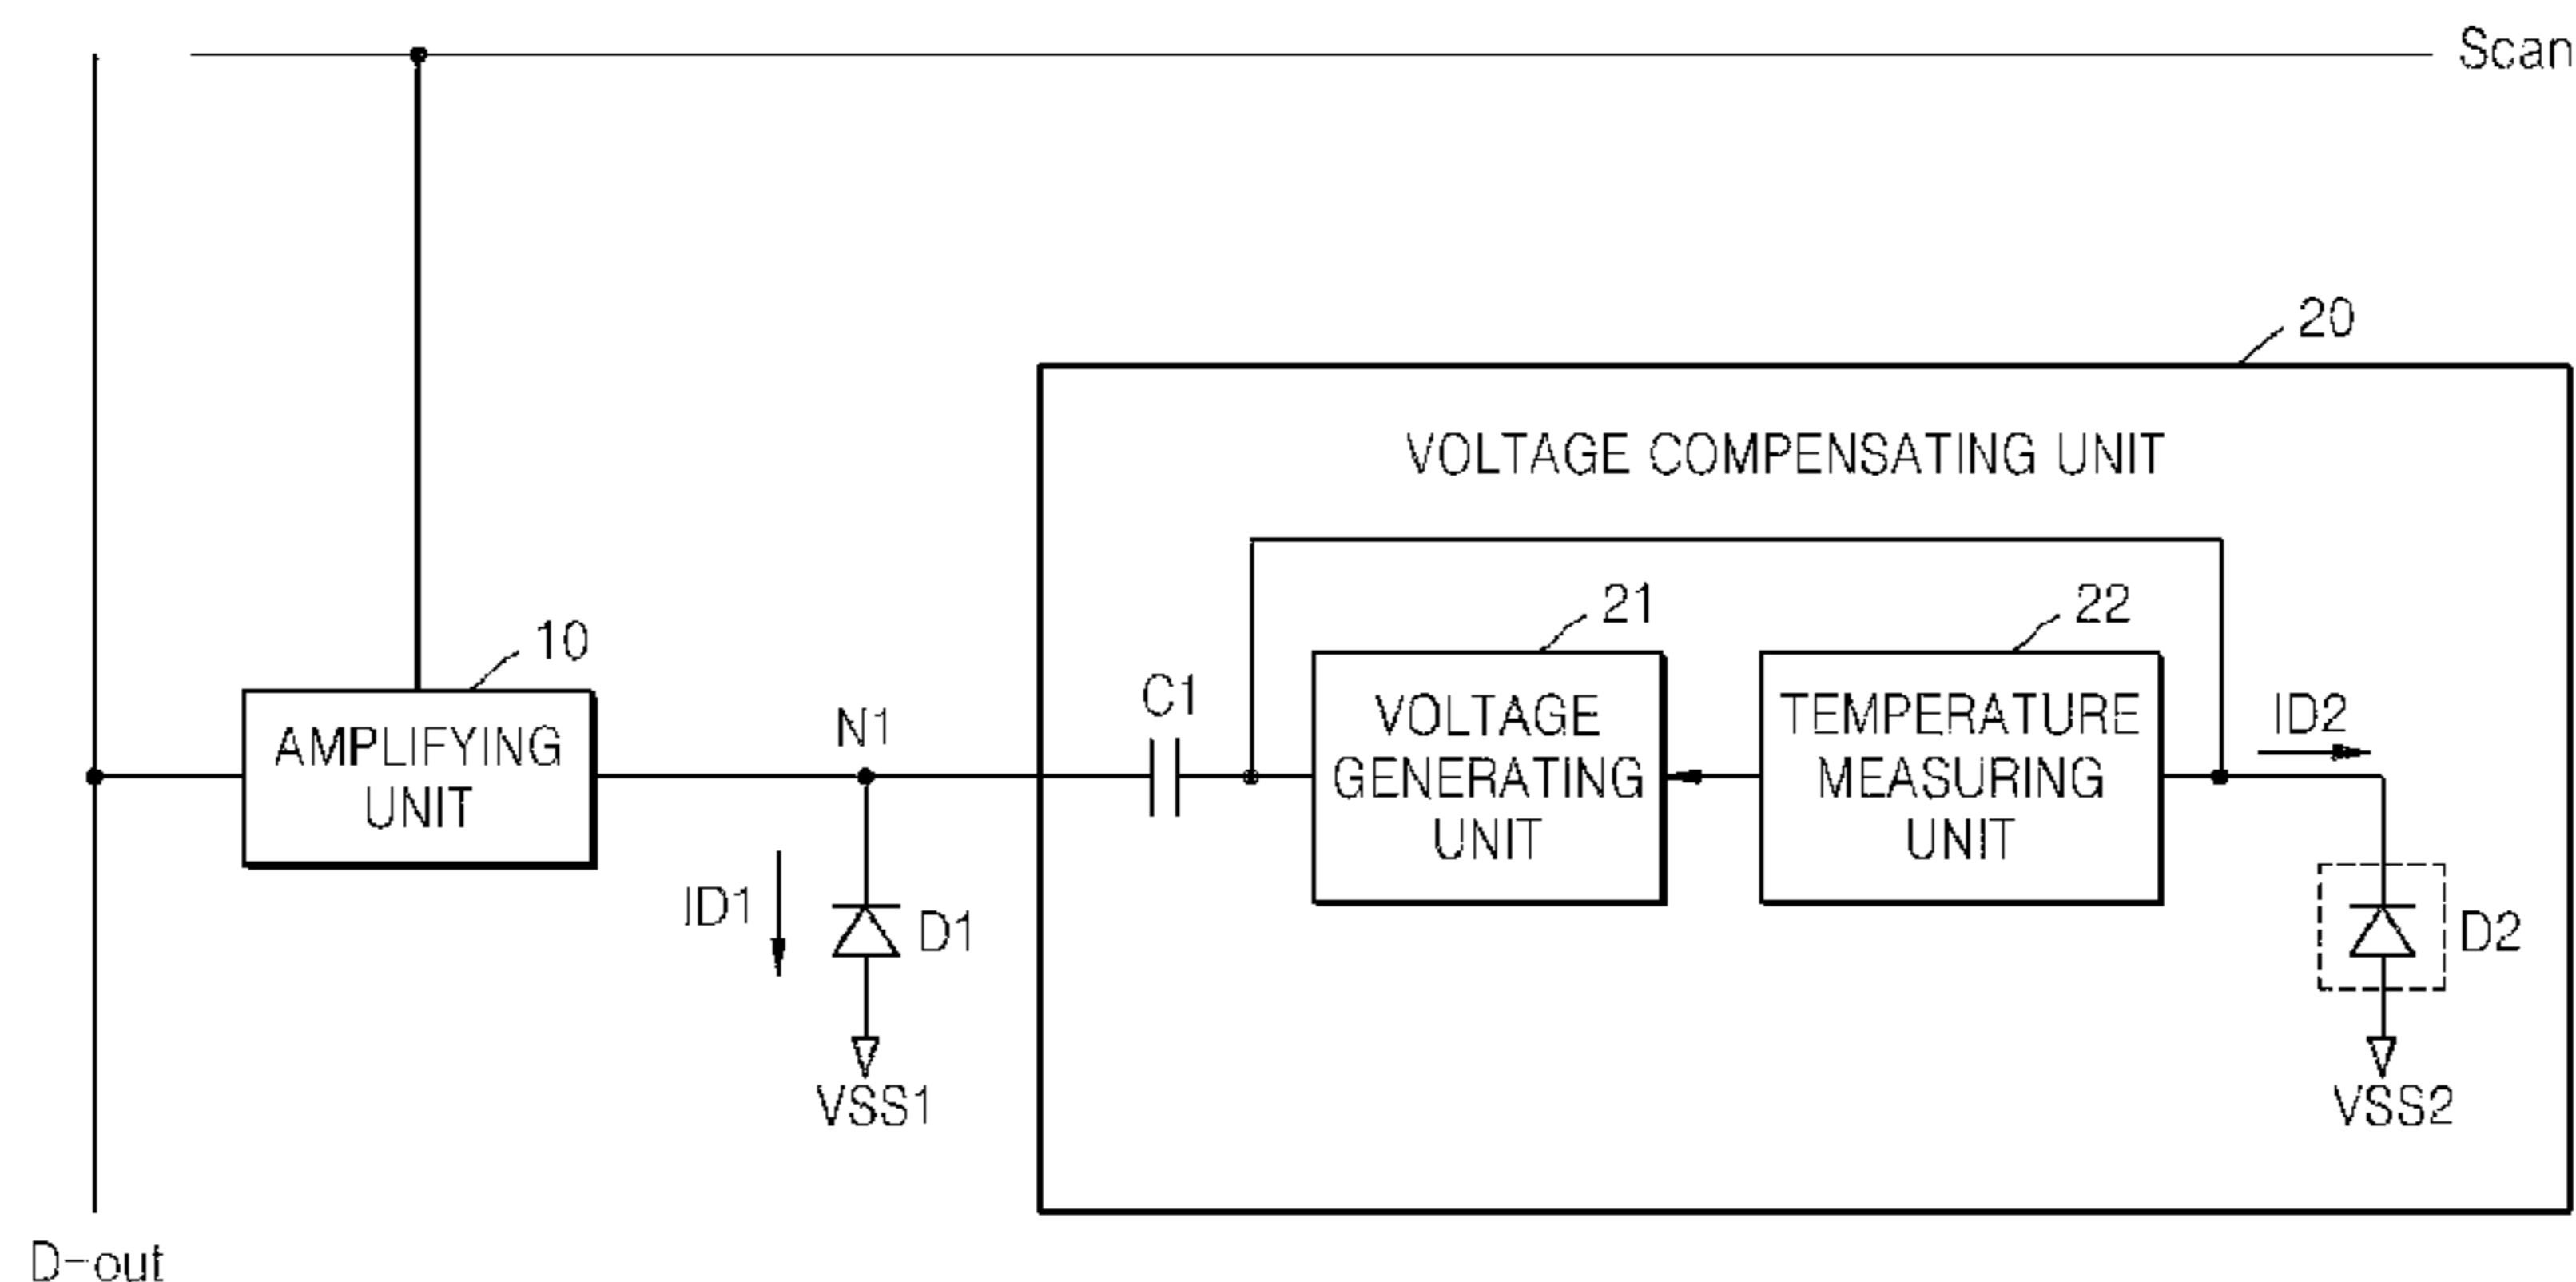 Scan
20
VOLTAGE COMPENSATING UNIT
21
22
10
C1
N1
AMPLIFYING
UNIT
VOLTAGE
GENERATING
UNIT
TEMPERATURE
MEASURING
UNIT
ID2
ID1
D1
D2
VSS1
VSS2
D-out